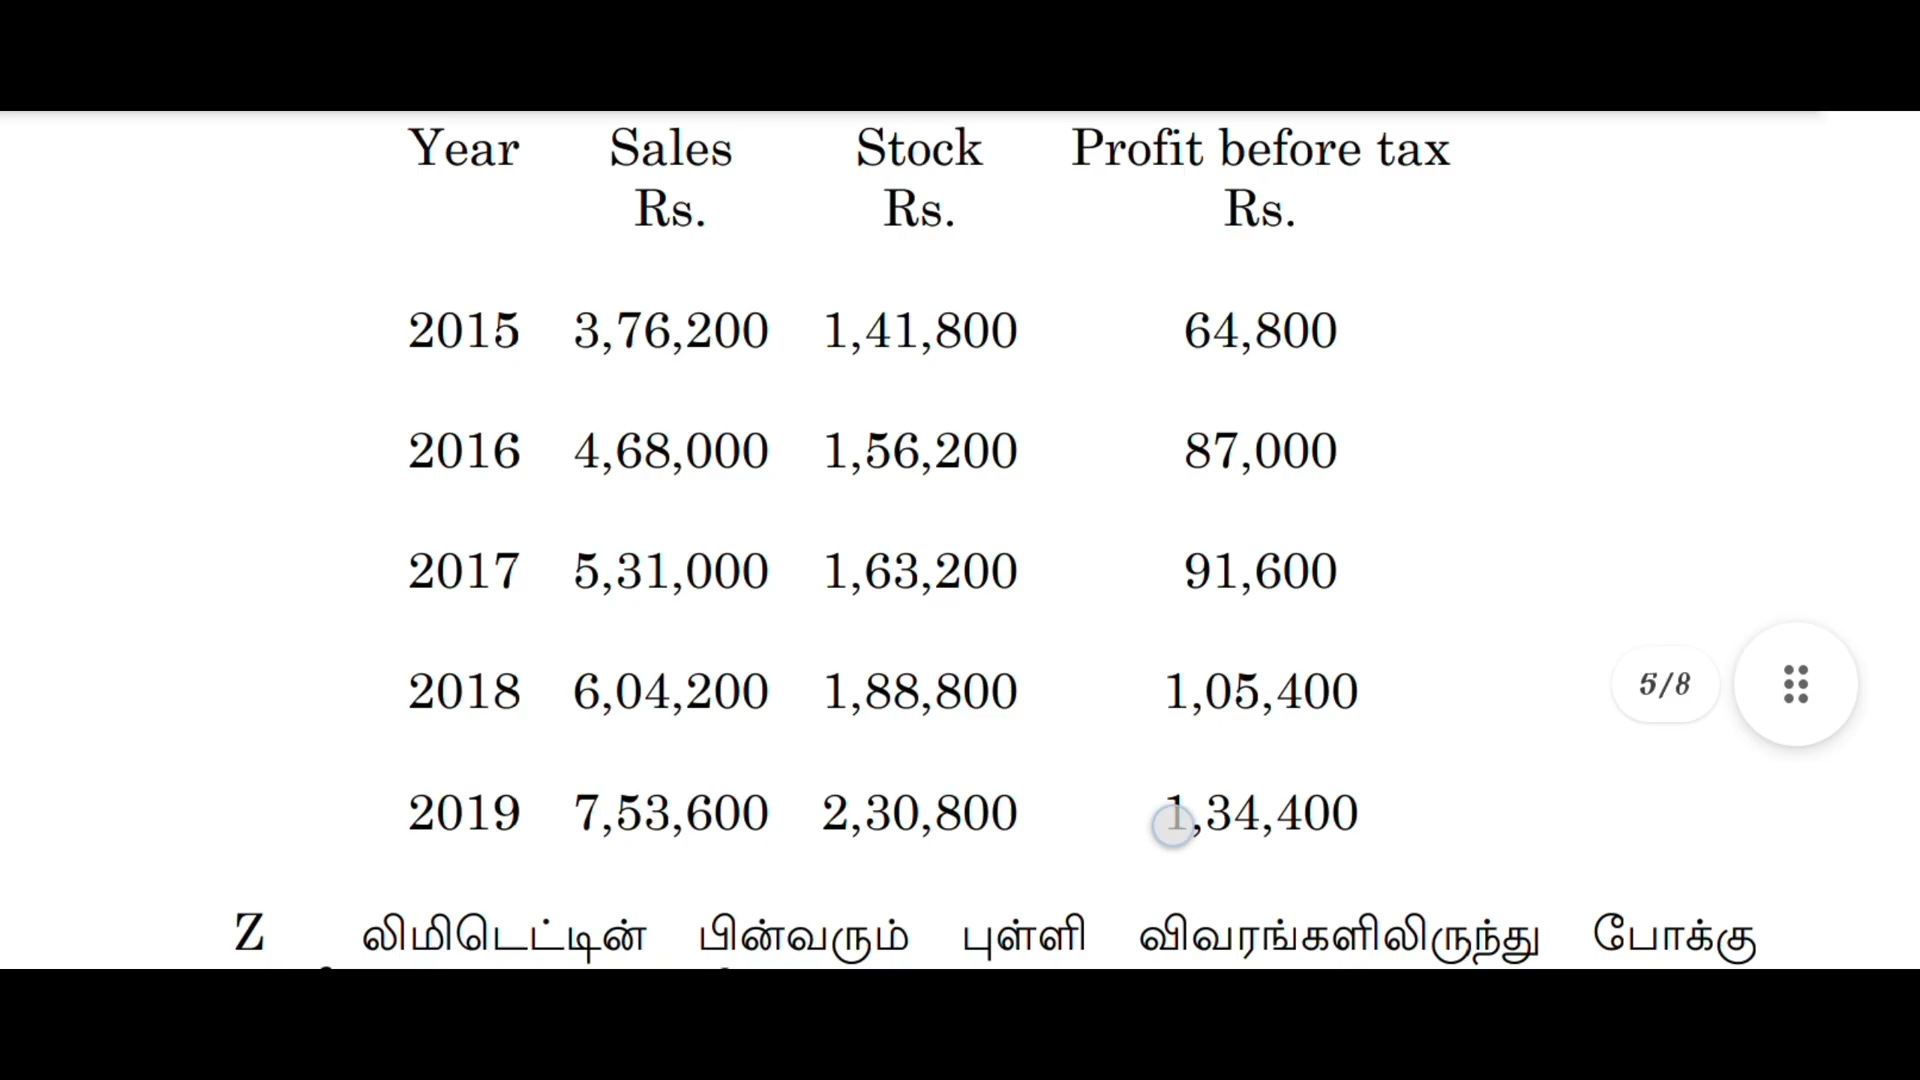 Year Sales Stock Profit before tax
Rs. Rs. Rs.
2015 3,76,200 1,41,800 64,800
2016 4,68,000 1,56,200 87,000
2017 5,31,000 1,63,200 91,600
2018 6,04,200 1,88,800 1,05,400
5/8
2019 7,53,600 2,30,800 1,34,400
Z லிமிடெட்டின் பின்வரும் புள்ளி விவரங்களிலிருந்து போக்கு